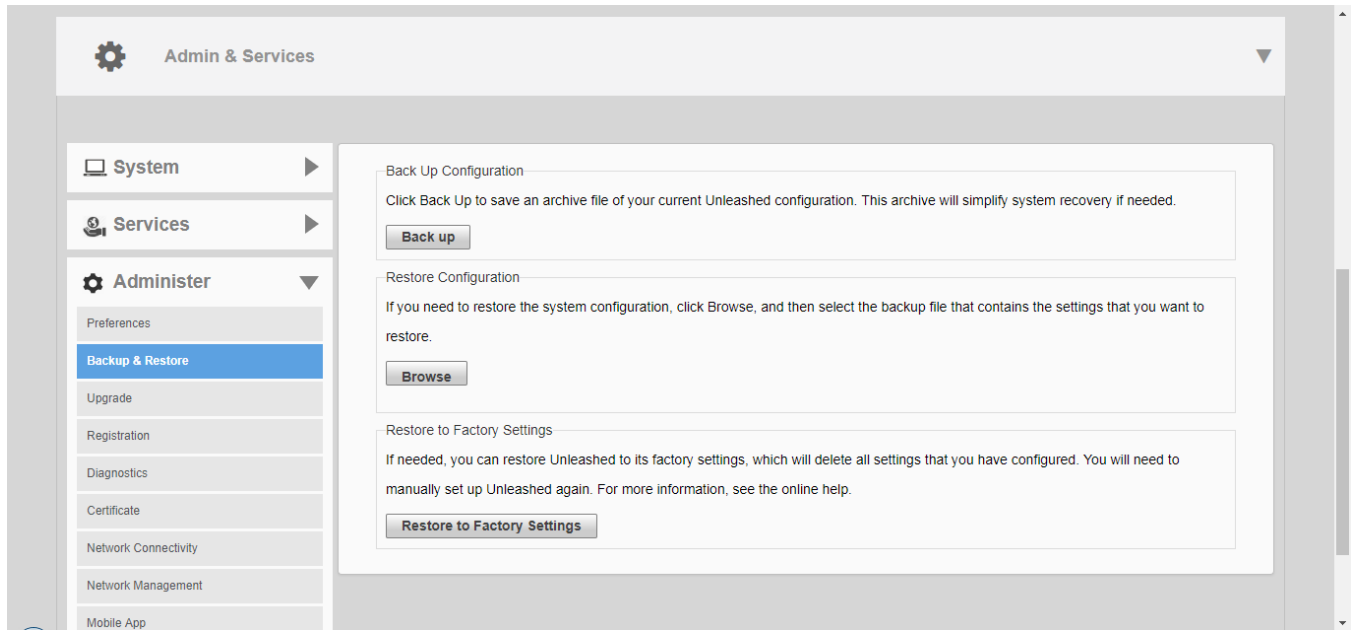 Admin & Services
System
Services
Administer
Preferences
Backup & Restore
Upgrade
Registration
Diagnostics
Certificate
Network Connectivity
Network Management
Mobile App
Back Up Configuration
Click Back Up to save an archive file of your current Unleashed configuration. This archive will simplify system recovery if needed.
Back up
Restore Configuration
If you need to restore the system configuration, click Browse, and then select the backup file that contains the settings that you want to
restore.
Browse
Restore to Factory Settings
If needed, you can restore Unleashed to its factory settings, which will delete all settings that you have configured. You will need to
manually set up Unleashed again. For more information, see the online help.
Restore to Factory Settings